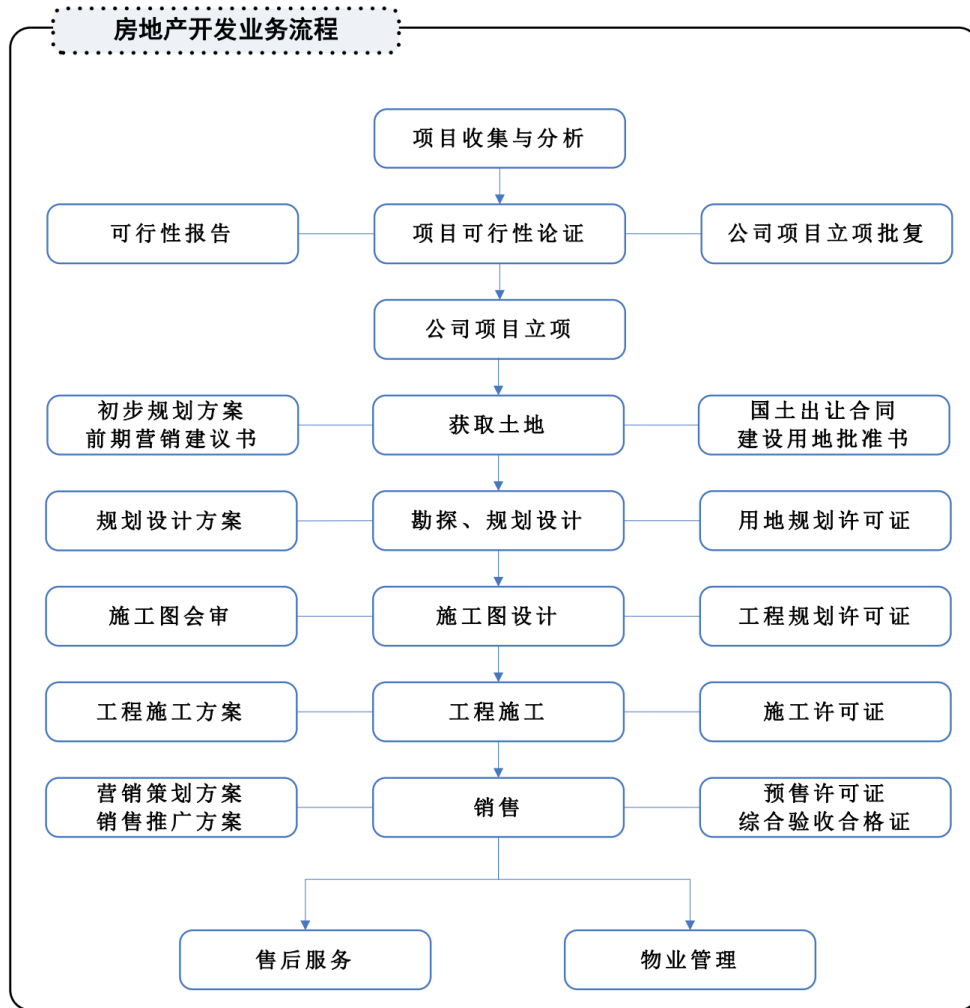 房地产开发业务流程
项目收集与分析
可行性报告
项目可行性论证
公司项目立项批复
公司项目立项
初步规划方案
前期营销建议书
获取土地
国土出让合同
建设用地批准书
规划设计方案
勘探、规划设计
用地规划许可证
施工图会审
施工图设计
工程规划许可证
工程施工方案
工程施工
施工许可证
营销策划方案
销售推广方案
销售
预售许可证
综合验收合格证
售后服务
物业管理